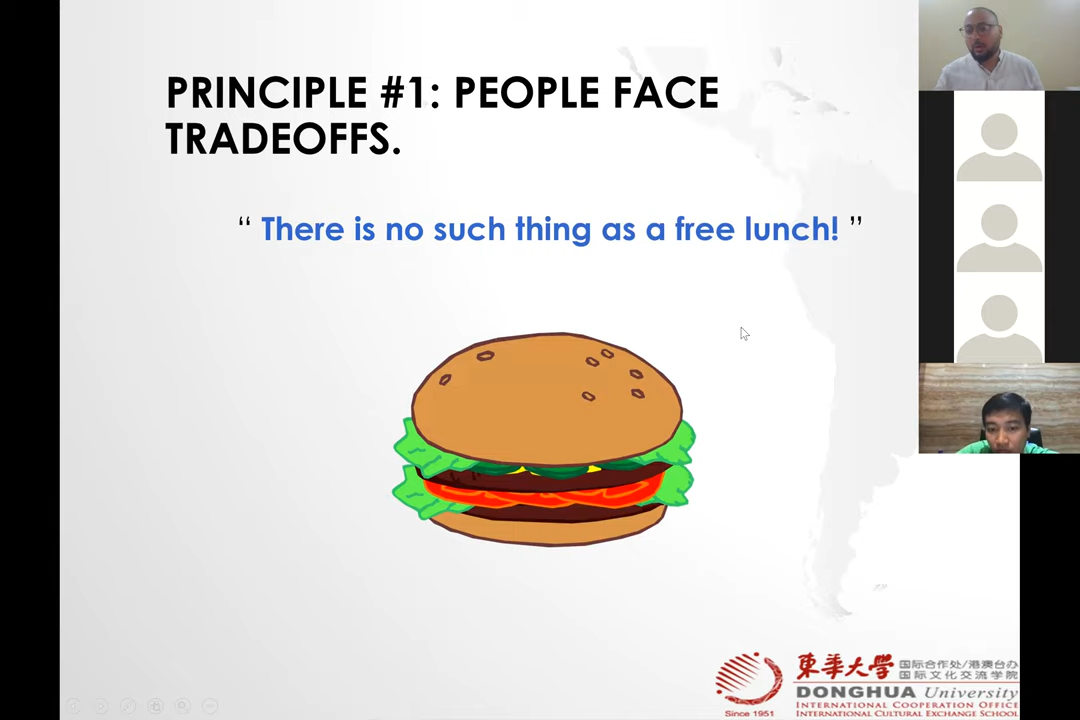 PRINCIPLE #1: PEOPLE FACE
TRADEOFFS.
“ There is no such thing as a free lunch! ”
東華大學 国际合作处/港澳台办
国际文化交流学院
DONGHUA University
INTERNATIONAL COOPERATION OFFICE
Since 1951 INTERNATIONAL CULTURAL EXCHANGE SCHOOL